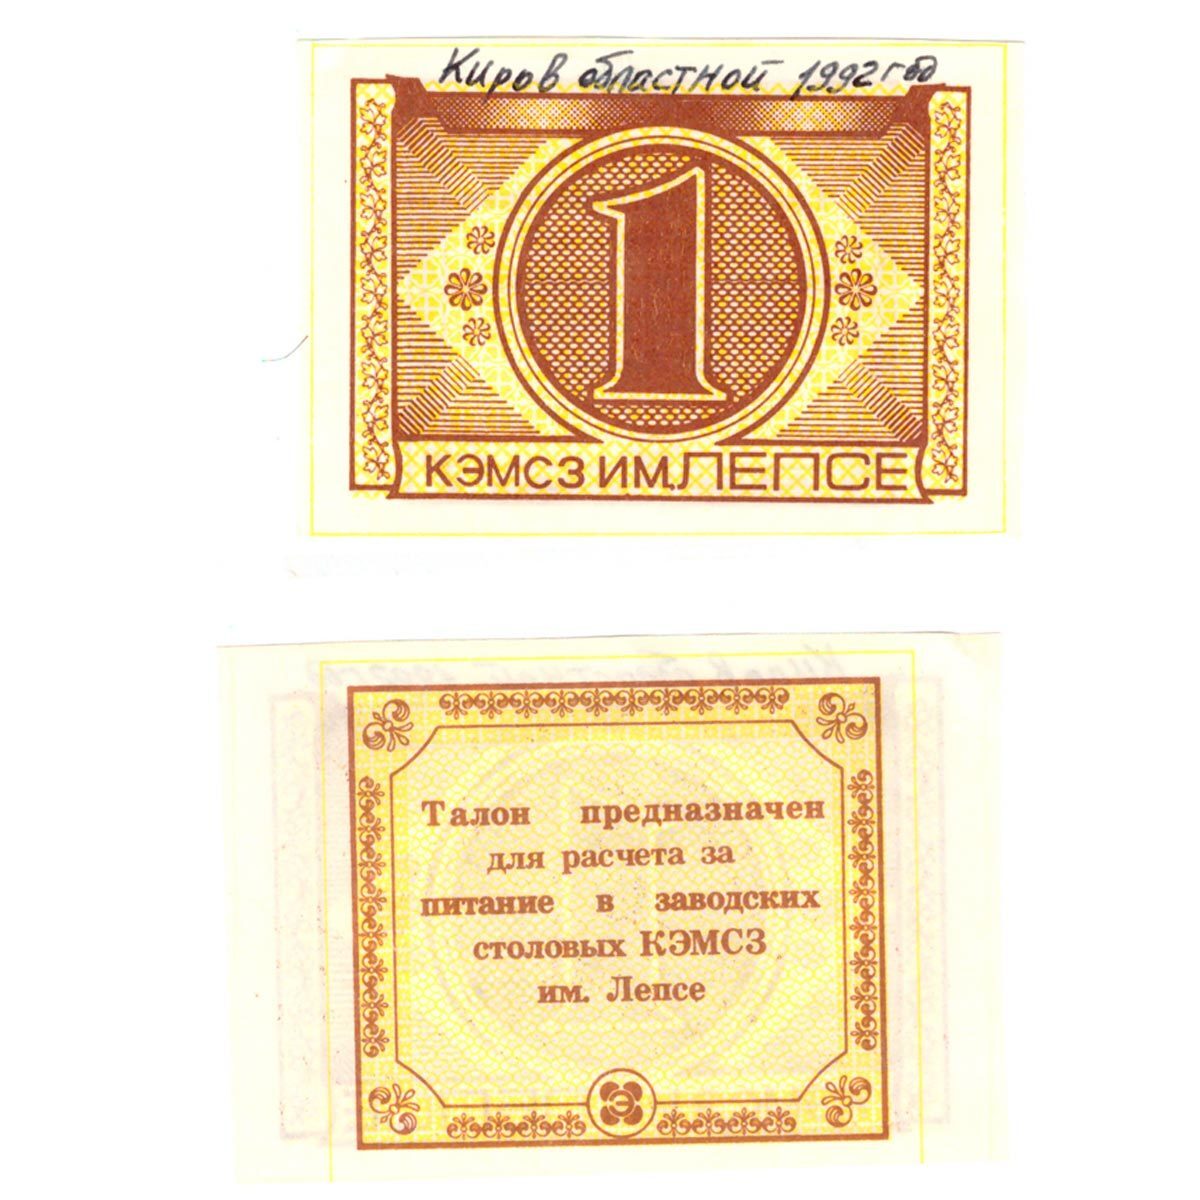 Киров областной 1992 год
1
КЭМСЗ ИМ. ЛЕПСЕ
Талон предназначен
для расчета за
питание в заводских
столовых КЭМСЗ
им. Лепсе
Э